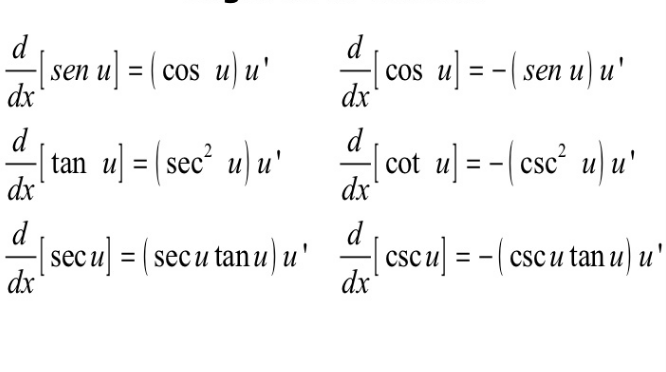 d/dx [sen u] = (cos u) u'    d/dx [cos u] = -(sen u) u'
d/dx [tan u] = (sec² u) u'    d/dx [cot u] = -(csc² u) u'
d/dx [sec u] = (sec u tan u) u'    d/dx [csc u] = -(csc u tan u) u'